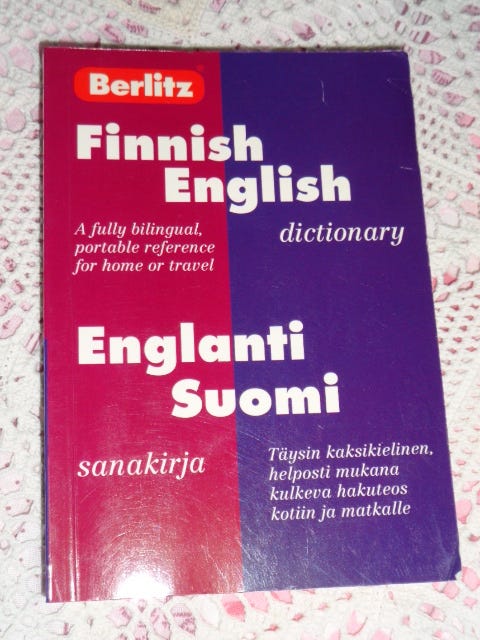 Berlitz
Finnish
English
dictionary
A fully bilingual,
portable reference
for home or travel
Englanti
Suomi
sanakirja
Täysin kaksikielinen,
helposti mukana
kulkeva hakuteos
kotiin ja matkalle